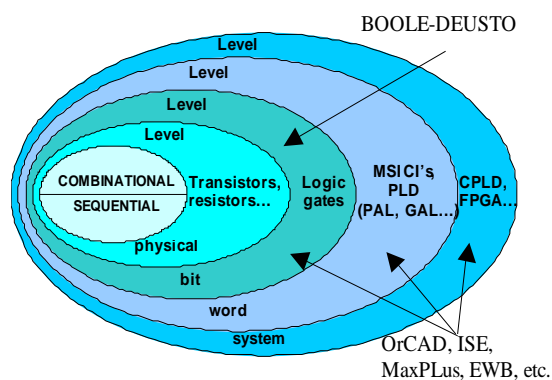 BOOLE-DEUSTO
Level
Level
Level
Level
COMBINATIONAL
SEQUENTIAL
Transistors,
resistors...
Logic
gates
MSICI's,
PLD
(PAL, GAL...)
CPLD,
FPGA...
physical
bit
word
system
OrCAD, ISE,
MaxPLus, EWB, etc.